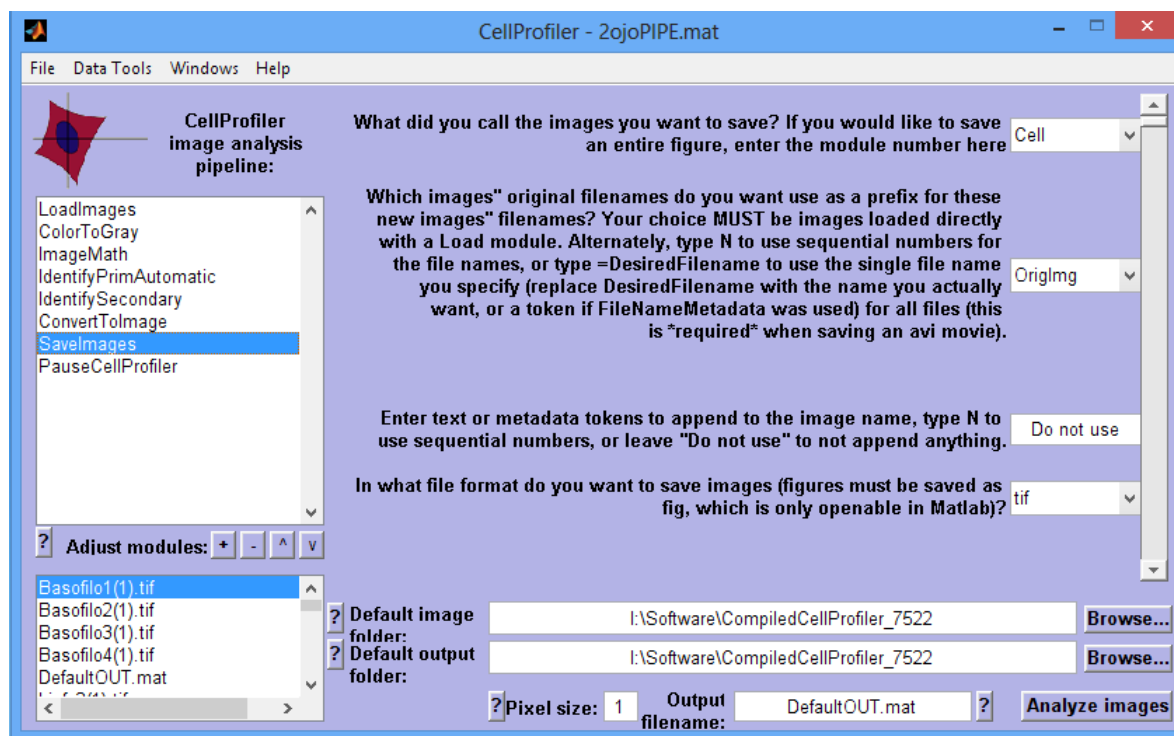 CellProfiler - 2ojoPIPE.mat
File Data Tools Windows Help
CellProfiler
image analysis
pipeline:
LoadImages
ColorToGray
ImageMath
IdentifyPrimAutomatic
IdentifySecondary
ConvertToImage
SaveImages
PauseCellProfiler
? Adjust modules: + - ^ v
Basofilo1(1).tif
Basofilo2(1).tif
Basofilo3(1).tif
Basofilo4(1).tif
DefaultOUT.mat
What did you call the images you want to save? If you would like to save
an entire figure, enter the module number here
Cell
Which images" original filenames do you want use as a prefix for these
new images" filenames? Your choice MUST be images loaded directly
with a Load module. Alternately, type N to use sequential numbers for
the file names, or type =DesiredFilename to use the single file name
you specify (replace DesiredFilename with the name you actually
want, or a token if FileNameMetadata was used) for all files (this
is *required* when saving an avi movie).
OrigImg
Enter text or metadata tokens to append to the image name, type N to
use sequential numbers, or leave "Do not use" to not append anything.
Do not use
In what file format do you want to save images (figures must be saved as
fig, which is only openable in Matlab)?
tif
? Default image
folder:
I:\Software\CompiledCellProfiler_7522
Browse...
? Default output
folder:
I:\Software\CompiledCellProfiler_7522
Browse...
? Pixel size: 1
Output
filename:
DefaultOUT.mat
?
Analyze images